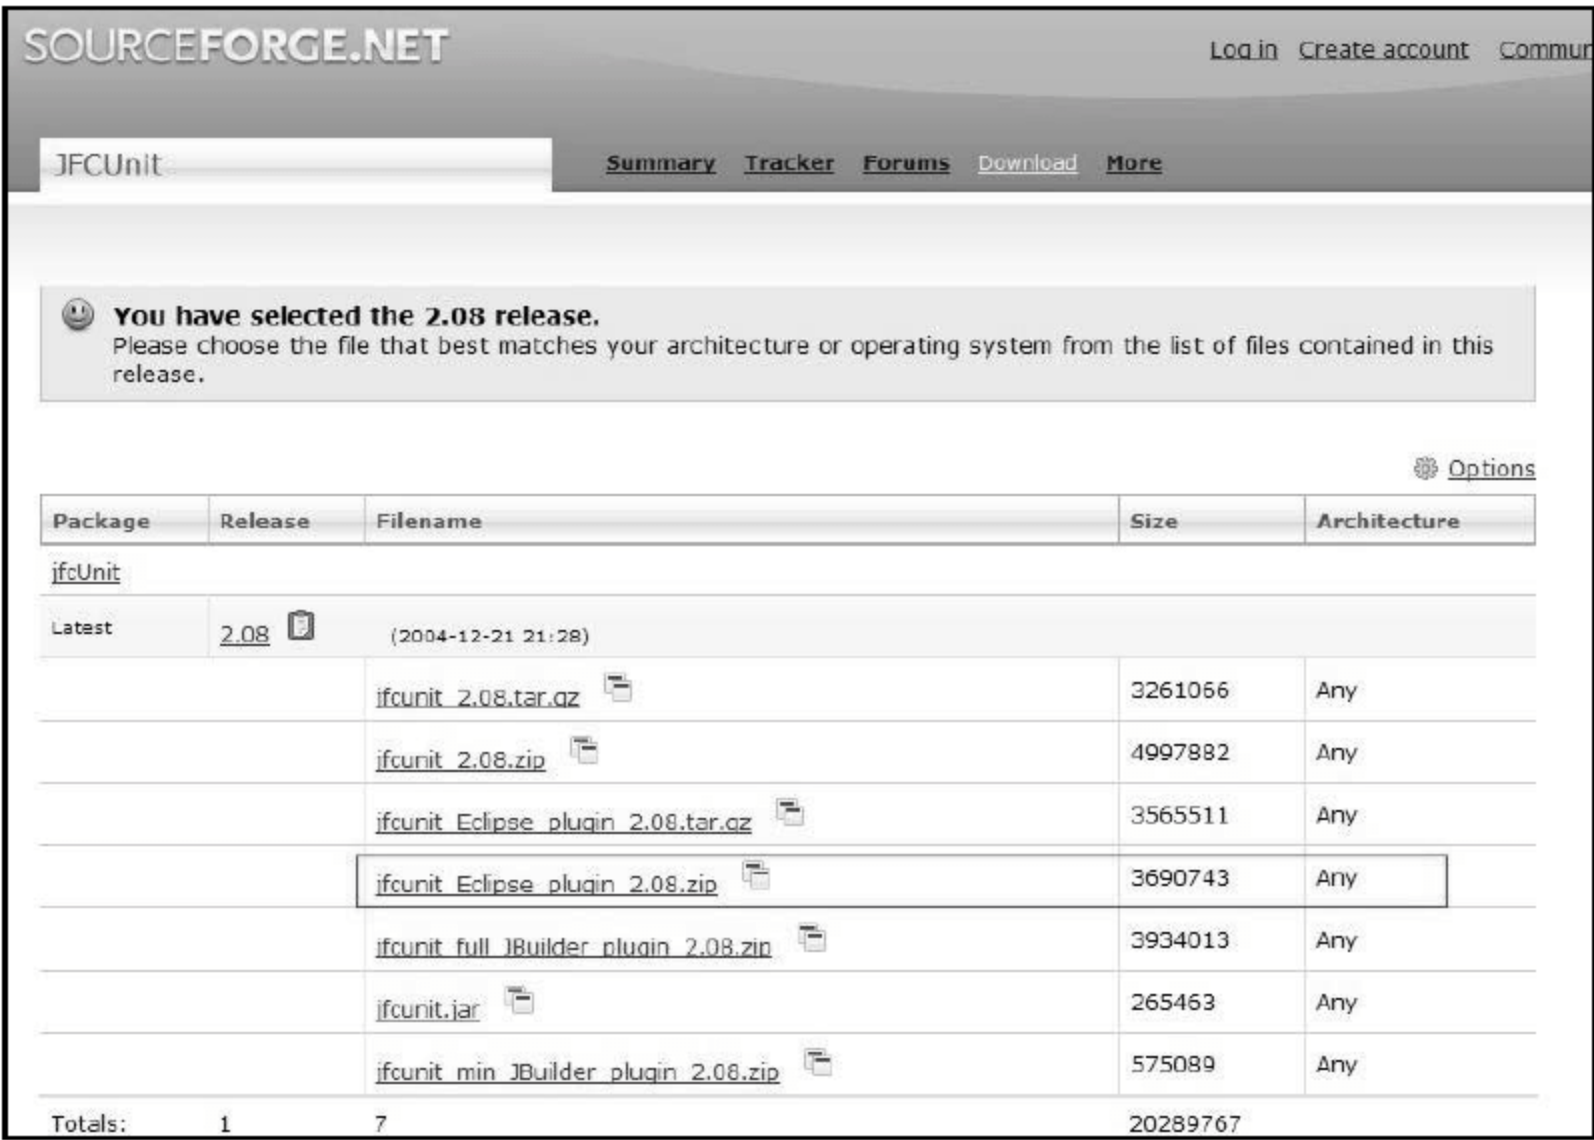 SOURCEFORGE.NET
Log in Create account Commun
JFCUnit
Summary Tracker Forums Download More
You have selected the 2.08 release.
Please choose the file that best matches your architecture or operating system from the list of files contained in this
release.
Options
Package Release Filename Size Architecture
jfcUnit
Latest 2.08 (2004-12-21 21:28)
jfcunit_2.08.tar.gz 3261066 Any
jfcunit_2.08.zip 4997882 Any
jfcunit_Eclipse_plugin_2.08.tar.gz 3565511 Any
jfcunit_Eclipse_plugin_2.08.zip 3690743 Any
jfcunit_full_JBuilder_plugin_2.08.zip 3934013 Any
jfcunit.jar 265463 Any
jfcunit_min_JBuilder_plugin_2.08.zip 575089 Any
Totals: 1 7 20289767